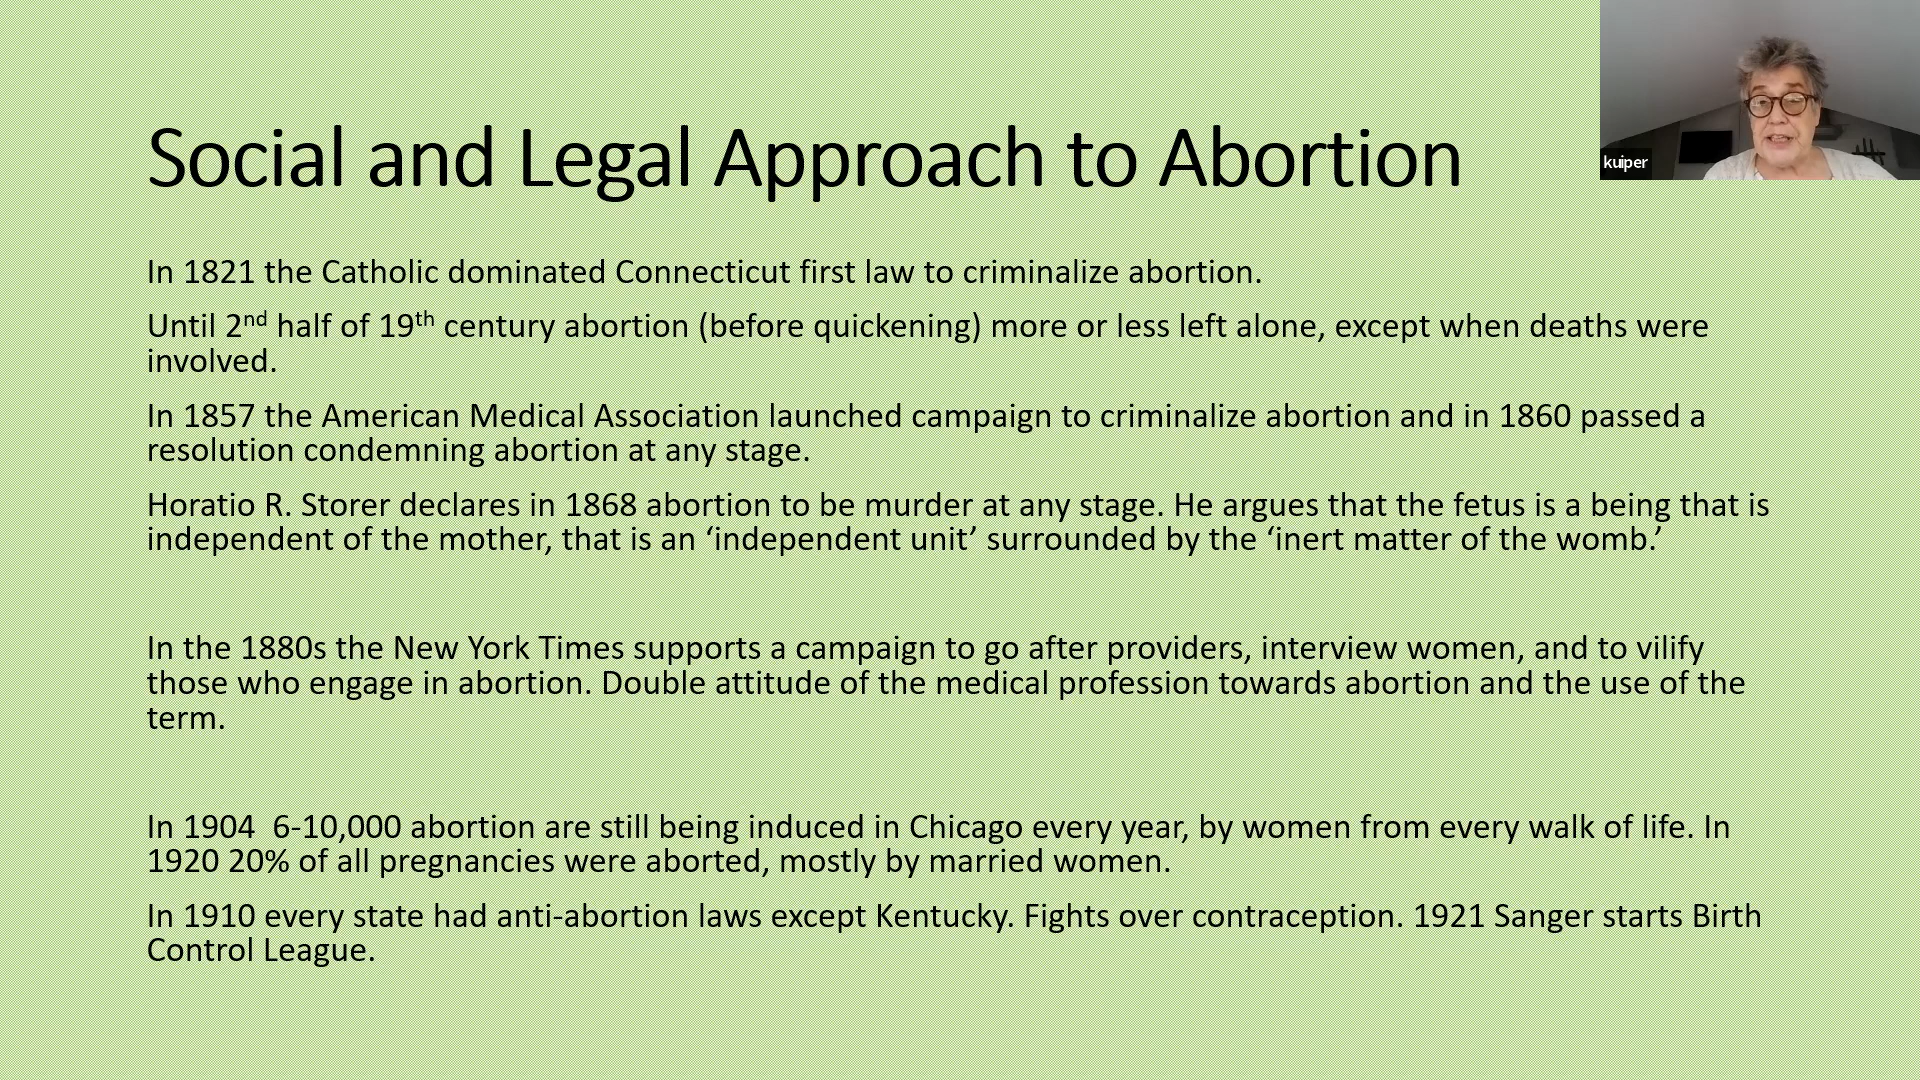 Social and Legal Approach to Abortion
kuiper
In 1821 the Catholic dominated Connecticut first law to criminalize abortion.
Until 2nd half of 19th century abortion (before quickening) more or less left alone, except when deaths were
involved.
In 1857 the American Medical Association launched campaign to criminalize abortion and in 1860 passed a
resolution condemning abortion at any stage.
Horatio R. Storer declares in 1868 abortion to be murder at any stage. He argues that the fetus is a being that is
independent of the mother, that is an ‘independent unit’ surrounded by the ‘inert matter of the womb.’
In the 1880s the New York Times supports a campaign to go after providers, interview women, and to vilify
those who engage in abortion. Double attitude of the medical profession towards abortion and the use of the
term.
In 1904  6-10,000 abortion are still being induced in Chicago every year, by women from every walk of life. In
1920 20% of all pregnancies were aborted, mostly by married women.
In 1910 every state had anti-abortion laws except Kentucky. Fights over contraception. 1921 Sanger starts Birth
Control League.